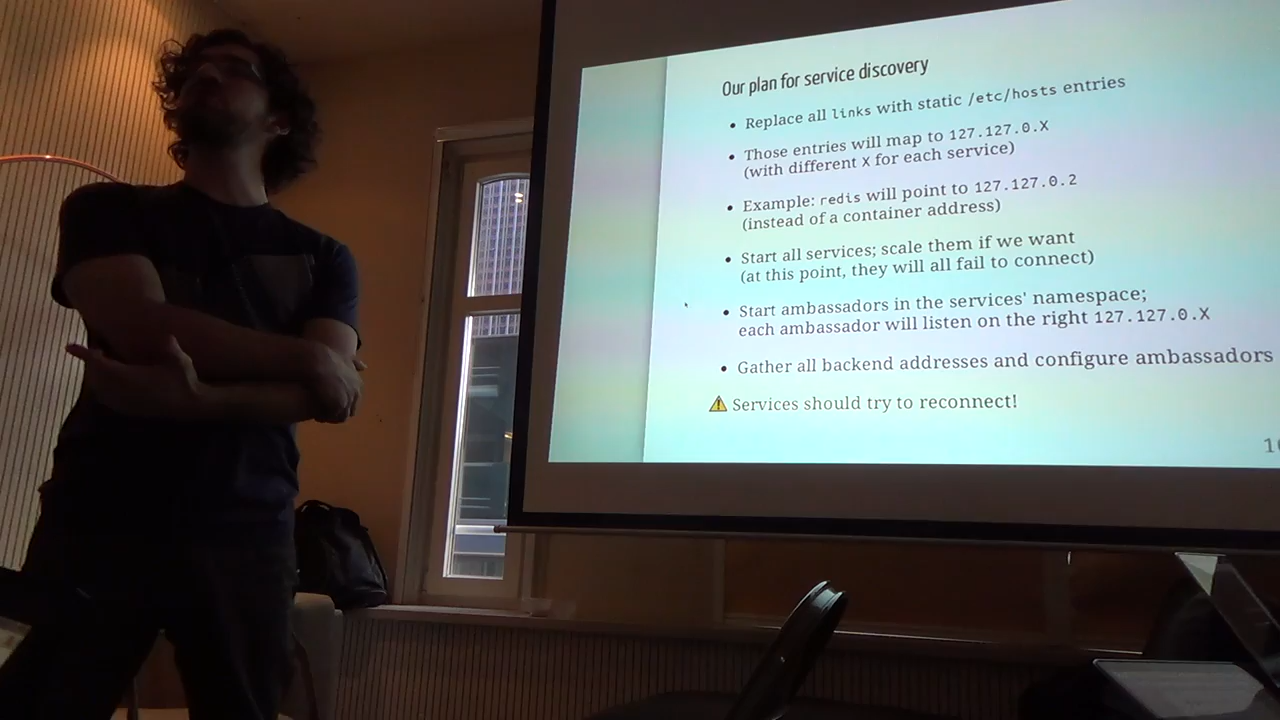 Our plan for service discovery
• Replace all links with static /etc/hosts entries
• Those entries will map to 127.127.0.X
(with different X for each service)
• Example: redis will point to 127.127.0.2
(instead of a container address)
• Start all services; scale them if we want
(at this point, they will all fail to connect)
• Start ambassadors in the services' namespace;
each ambassador will listen on the right 127.127.0.X
• Gather all backend addresses and configure ambassadors
⚠ Services should try to reconnect!